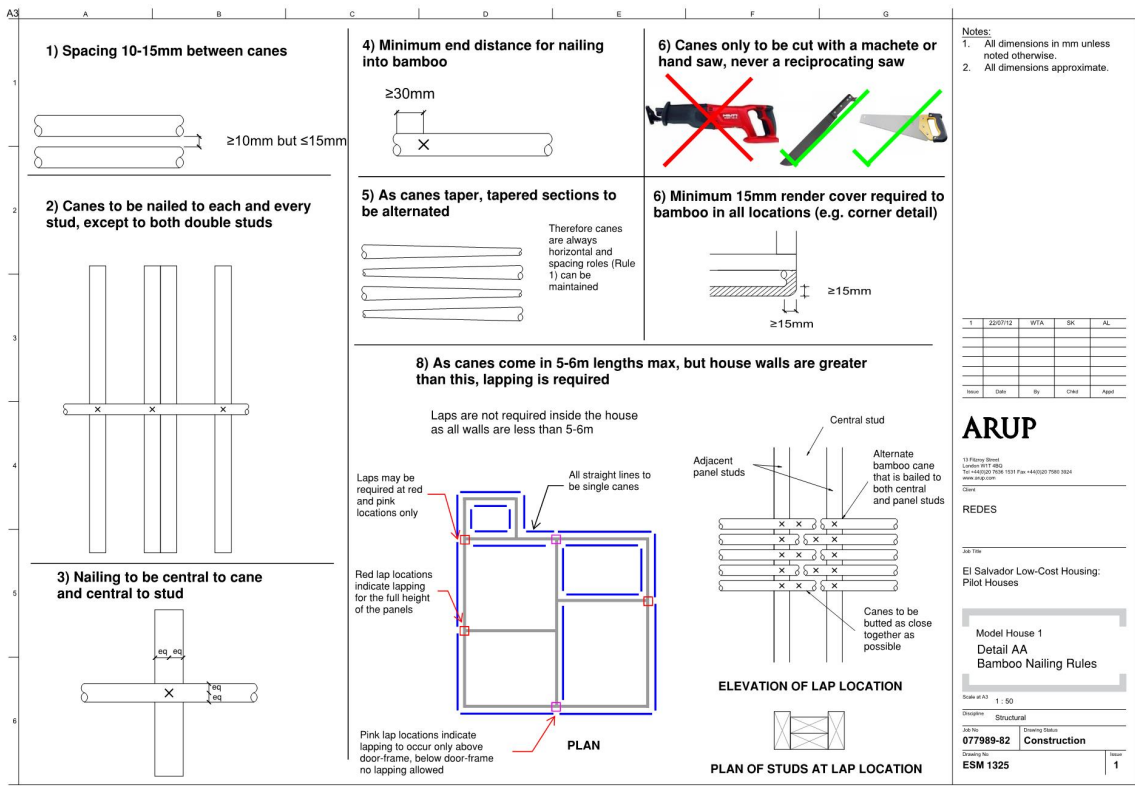 A3
A
B
C
D
E
F
G
1
2
3
4
5
6
1) Spacing 10-15mm between canes
≥10mm but ≤15mm
2) Canes to be nailed to each and every
stud, except to both double studs
3) Nailing to be central to cane
and central to stud
eq eq
eq
eq
4) Minimum end distance for nailing
into bamboo
≥30mm
5) As canes taper, tapered sections to
be alternated
Therefore canes
are always
horizontal and
spacing roles (Rule
1) can be
maintained
6) Canes only to be cut with a machete or
hand saw, never a reciprocating saw
6) Minimum 15mm render cover required to
bamboo in all locations (e.g. corner detail)
≥15mm
≥15mm
8) As canes come in 5-6m lengths max, but house walls are greater
than this, lapping is required
Laps are not required inside the house
as all walls are less than 5-6m
Laps may be
required at red
and pink
locations only
All straight lines to
be single canes
Red lap locations
indicate lapping
for the full height
of the panels
Pink lap locations indicate
lapping to occur only above
door-frame, below door-frame
no lapping allowed
PLAN
Central stud
Adjacent
panel studs
Alternate
bamboo cane
that is bailed to
both central
and panel studs
Canes to be
butted as close
together as
possible
ELEVATION OF LAP LOCATION
PLAN OF STUDS AT LAP LOCATION
Notes:
1. All dimensions in mm unless
noted otherwise.
2. All dimensions approximate.
1 22/07/12 WTA SK AL
Issue Date By Chkd Appd
ARUP
13 Fitzroy Street
London W1T 4BQ
Tel +44(0)20 7636 1531 Fax +44(0)20 7580 3924
www.arup.com
Client
REDES
Job Title
El Salvador Low-Cost Housing:
Pilot Houses
Model House 1
Detail AA
Bamboo Nailing Rules
Scale at A3
1 : 50
Discipline
Structural
Job No Drawing Status
077989-82 Construction
Drawing No Issue
ESM 1325 1